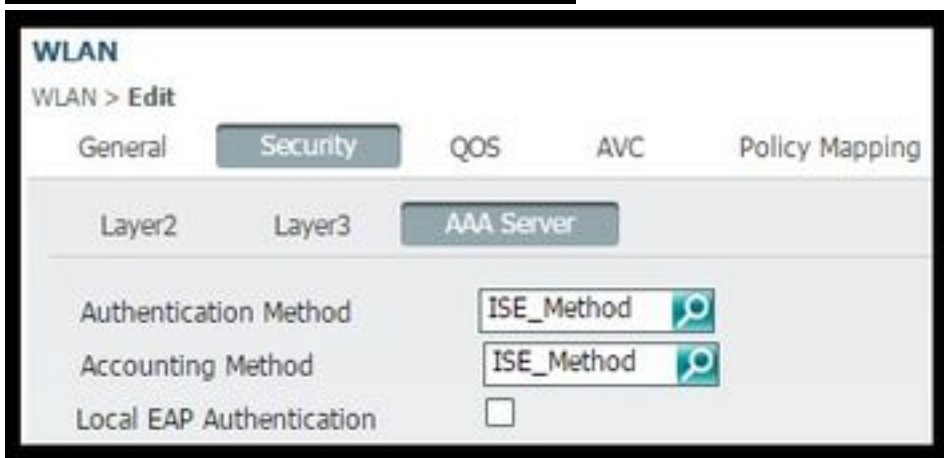 WLAN
WLAN > Edit
General Security QOS AVC Policy Mapping
Layer2 Layer3 AAA Server
Authentication Method ISE_Method
Accounting Method ISE_Method
Local EAP Authentication